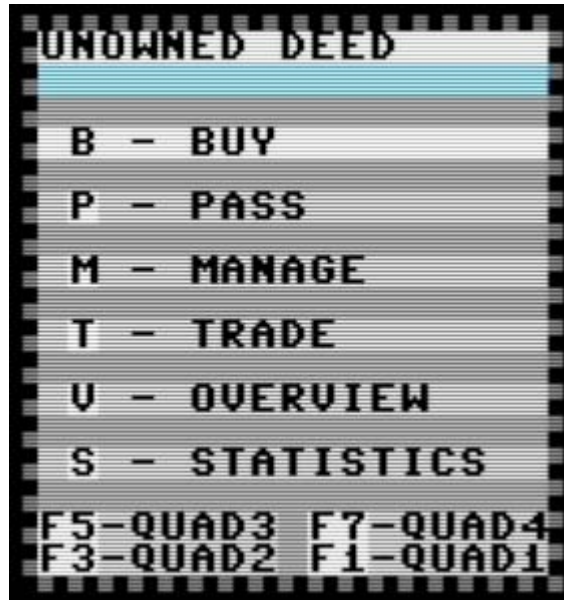 UNOWNED DEED
B - BUY
P - PASS
M - MANAGE
T - TRADE
V - OVERVIEW
S - STATISTICS
F5-QUAD3 F7-QUAD4
F3-QUAD2 F1-QUAD1